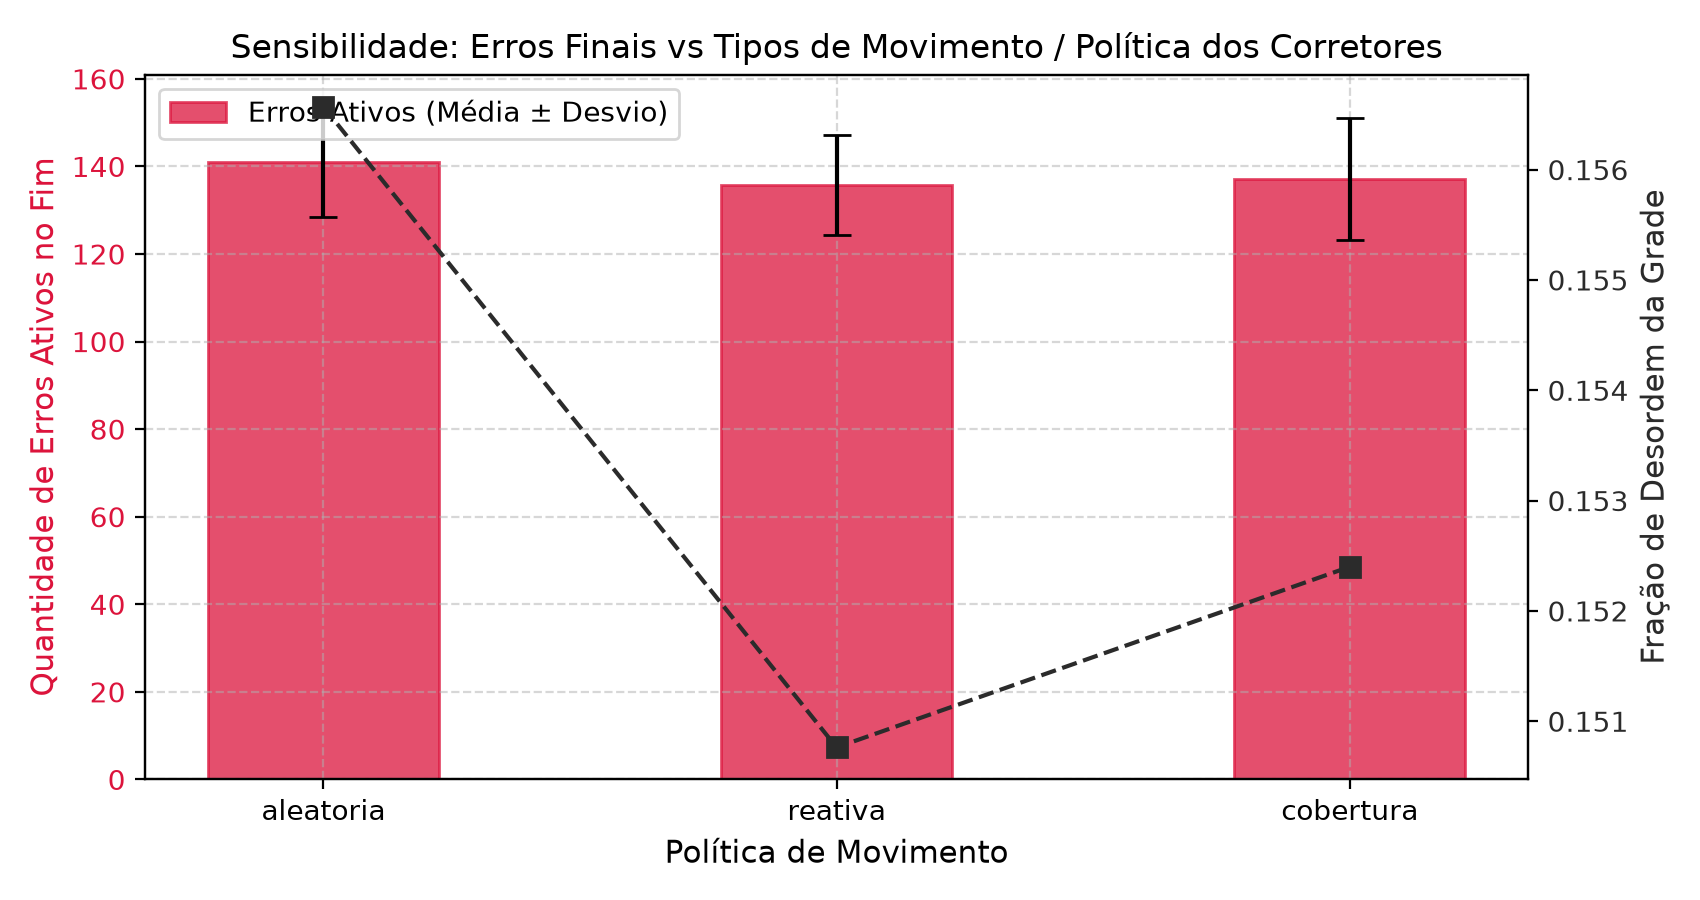 Sensibilidade: Erros Finais vs Tipos de Movimento / Política dos Corretores
Erros Ativos (Média ± Desvio)
Quantidade de Erros Ativos no Fim
160
140
120
100
80
60
40
20
0
0.156
0.155
0.154
0.153
0.152
0.151
Fração de Desordem da Grade
aleatoria
reativa
cobertura
Política de Movimento